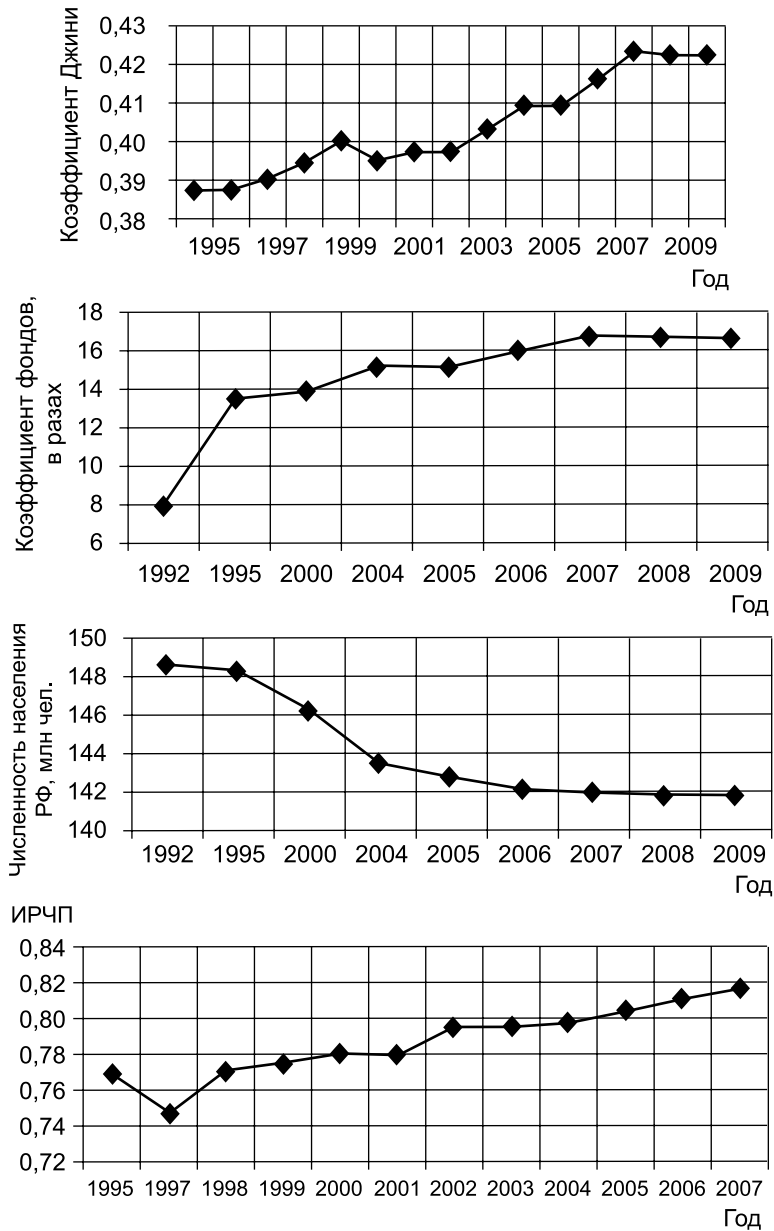 Коэффициент Джини
0,43
0,42
0,41
0,40
0,39
0,38
1995 1997 1999 2001 2003 2005 2007 2009
Год
Коэффициент фондов,
в разах
18
16
14
12
10
8
6
1992 1995 2000 2004 2005 2006 2007 2008 2009
Год
Численность населения
РФ, млн чел.
150
148
146
144
142
140
1992 1995 2000 2004 2005 2006 2007 2008 2009
Год
ИРЧП
0,84
0,82
0,80
0,78
0,76
0,74
0,72
1995 1997 1998 1999 2000 2001 2002 2003 2004 2005 2006 2007
Год